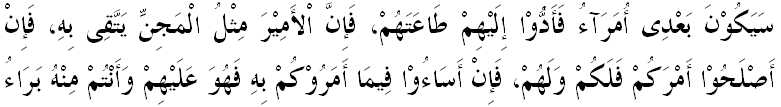 سَيَكُوْنَ بَعْدِى أُمَرَآءُ فَأَدُّوْا إِلَيْهِمْ طَاعَتَهُمْ، فَإِنَّ الْأَمِيْرَ مِثْلُ الْمَجِنِّ يَتَّقِى بِهِ، فَإِنْ
أَصْلَحُوْا أَمْرَكُمْ فَلَكُمْ وَلَهُمْ، فَإِنْ أَسَاءُوْا فِيمَا أَمَرُوْكُمْ بِهِ فَهُوَ عَلَيْهِمْ وَأَنْتُمْ مِنْهُ بَرَاءُ